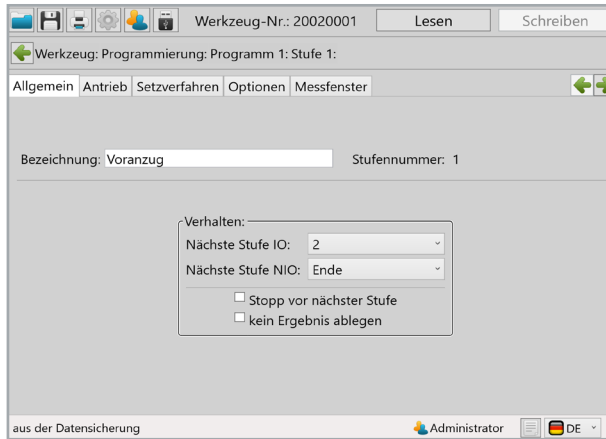 Werkzeug-Nr.: 20020001 Lesen Schreiben
Werkzeug: Programmierung: Programm 1: Stufe 1:
Allgemein Antrieb Setzverfahren Optionen Messfenster
Bezeichnung: Voranzug Stufennummer: 1
Verhalten:
Nächste Stufe IO: 2
Nächste Stufe NIO: Ende
Stopp vor nächster Stufe
kein Ergebnis ablegen
aus der Datensicherung Administrator DE